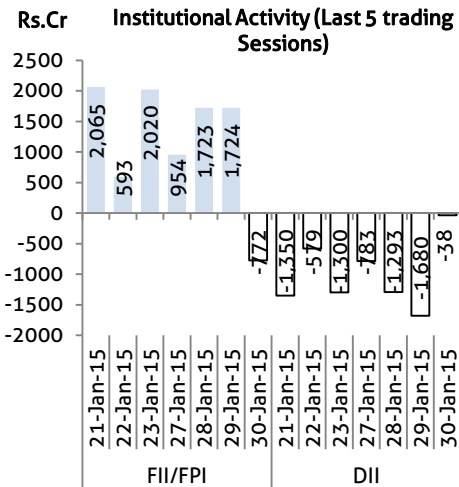 Rs.Cr
Institutional Activity (Last 5 trading
Sessions)
2500
2000
1500
1000
500
0
-500
-1000
-1500
-2000
2,065
593
2,020
954
1,723
1,724
-772
-1,350
-579
-1,300
-783
-1,293
-1,680
-38
21-Jan-15
22-Jan-15
23-Jan-15
27-Jan-15
28-Jan-15
29-Jan-15
30-Jan-15
21-Jan-15
22-Jan-15
23-Jan-15
27-Jan-15
28-Jan-15
29-Jan-15
30-Jan-15
FII/FPI
DII